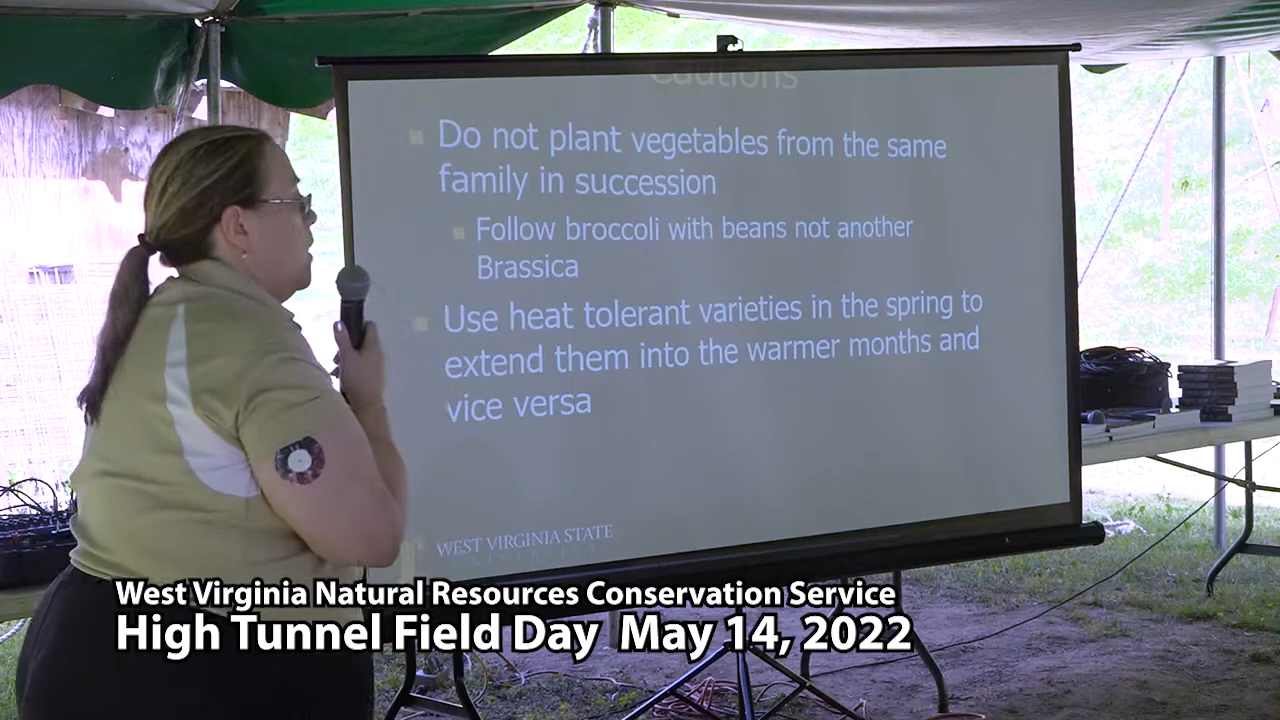 Cautions
Do not plant vegetables from the same
family in succession
Follow broccoli with beans not another
Brassica
Use heat tolerant varieties in the spring to
extend them into the warmer months and
vice versa
WEST VIRGINIA STATE
West Virginia Natural Resources Conservation Service
High Tunnel Field Day May 14, 2022